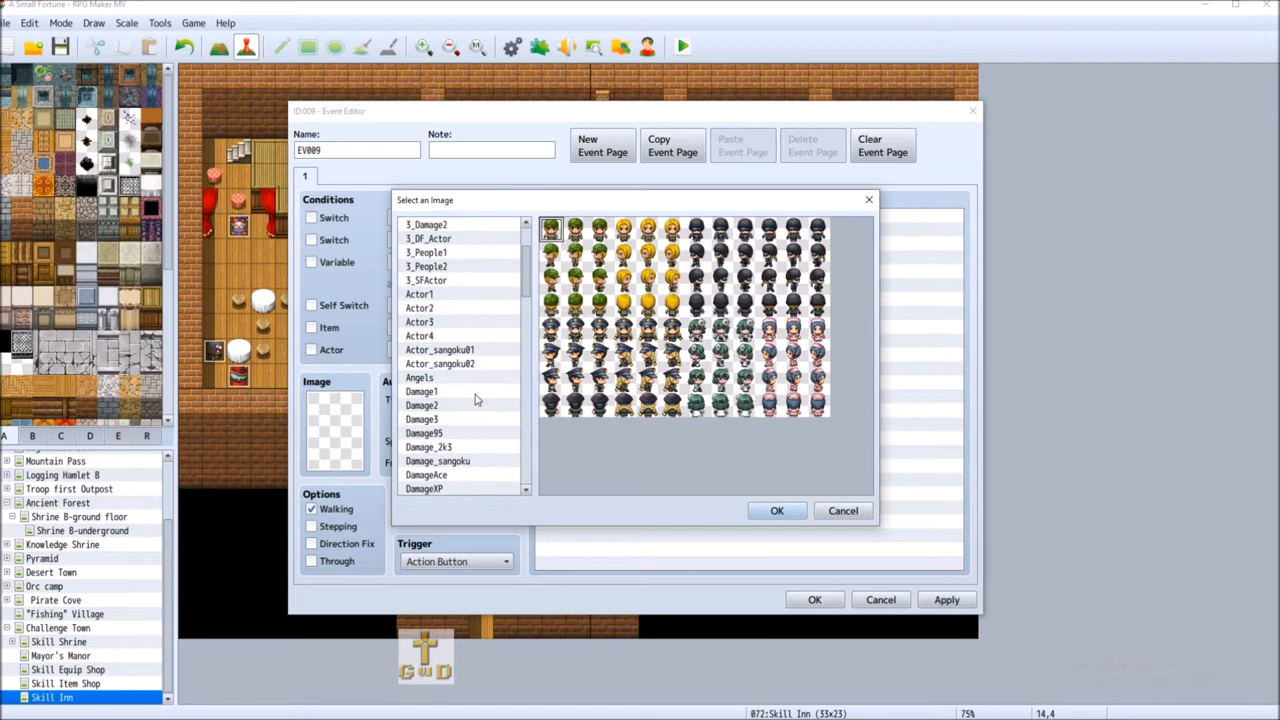 A Small Fortune - RPG Maker MV
ile Edit Mode Draw Scale Tools Game Help
ID:009 - Event Editor
Name:
EV009
Note:
New Event Page
Copy Event Page
Paste Event Page
Delete Event Page
Clear Event Page
1
Conditions
Switch
Switch
Variable
Self Switch
Item
Actor
Image
Au
T
Sp
Fr
Options
Walking
Stepping
Direction Fix
Through
Trigger
Action Button
OK
Cancel
Apply
Select an Image
3_Damage2
3_DF_Actor
3_People1
3_People2
3_SFActor
Actor1
Actor2
Actor3
Actor4
Actor_sangoku01
Actor_sangoku02
Angels
Damage1
Damage2
Damage3
Damage95
Damage_2k3
Damage_sangoku
DamageAce
DamageXP
OK
Cancel
A B C D E R
Mountain Pass
Logging Hamlet B
Troop first Outpost
Ancient Forest
Shrine B-ground floor
Shrine B-underground
Knowledge Shrine
Pyramid
Desert Town
Orc camp
Pirate Cove
"Fishing" Village
Challenge Town
Skill Shrine
Mayor's Manor
Skill Equip Shop
Skill Item Shop
Skill Inn
GWD
072:Skill Inn (33x23)
75%
14,4